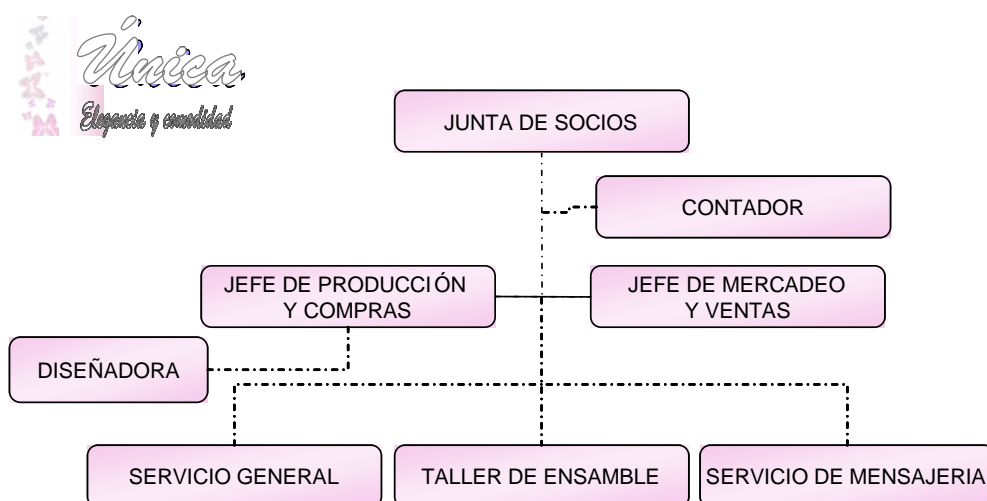 Única
Elegancia y comodidad
JUNTA DE SOCIOS
CONTADOR
JEFE DE PRODUCCIÓN
Y COMPRAS
JEFE DE MERCADEO
Y VENTAS
DISEÑADORA
SERVICIO GENERAL
TALLER DE ENSAMBLE
SERVICIO DE MENSAJERIA